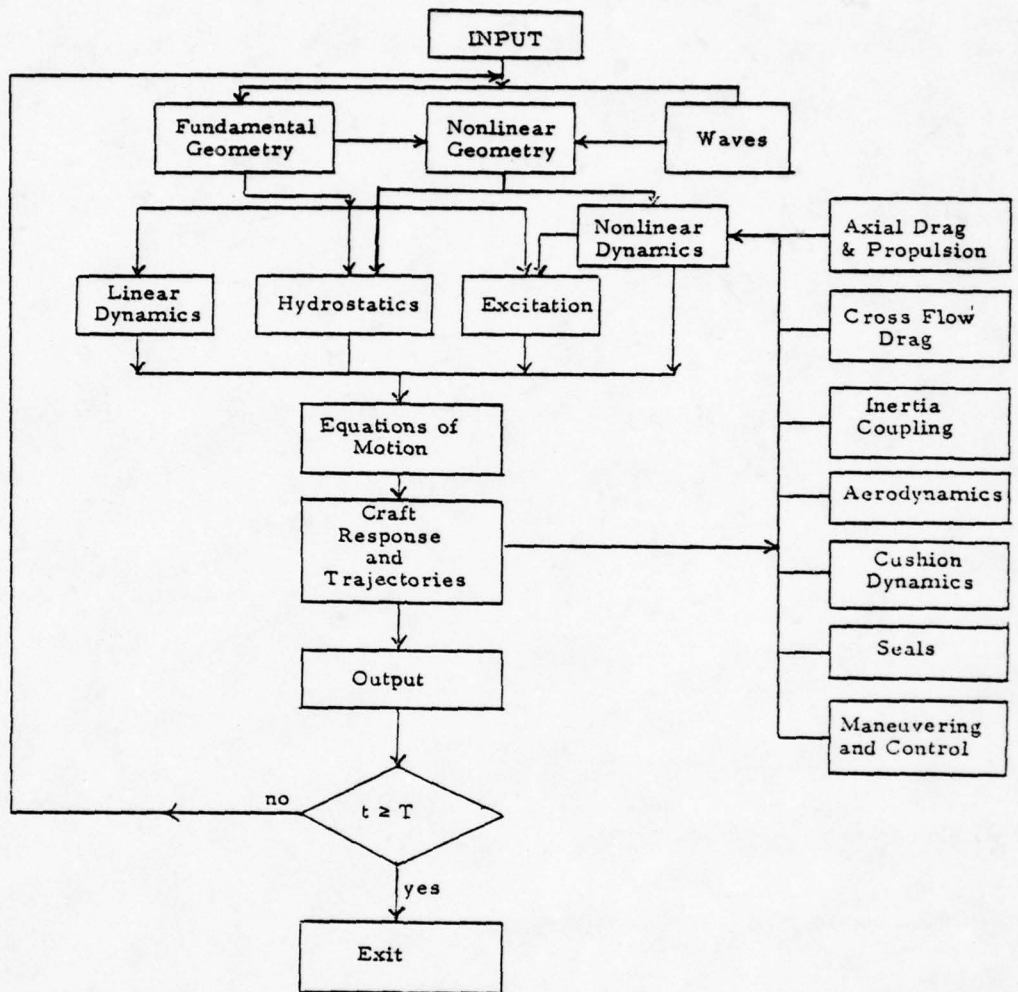 INPUT
Fundamental
Geometry
Nonlinear
Geometry
Waves
Nonlinear
Dynamics
Axial Drag
& Propulsion
Linear
Dynamics
Hydrostatics
Excitation
Cross Flow
Drag
Equations of
Motion
Inertia
Coupling
Craft
Response
and
Trajectories
Aerodynamics
Cushion
Dynamics
Output
Seals
Maneuvering
and Control
no
t ≥ T
yes
Exit